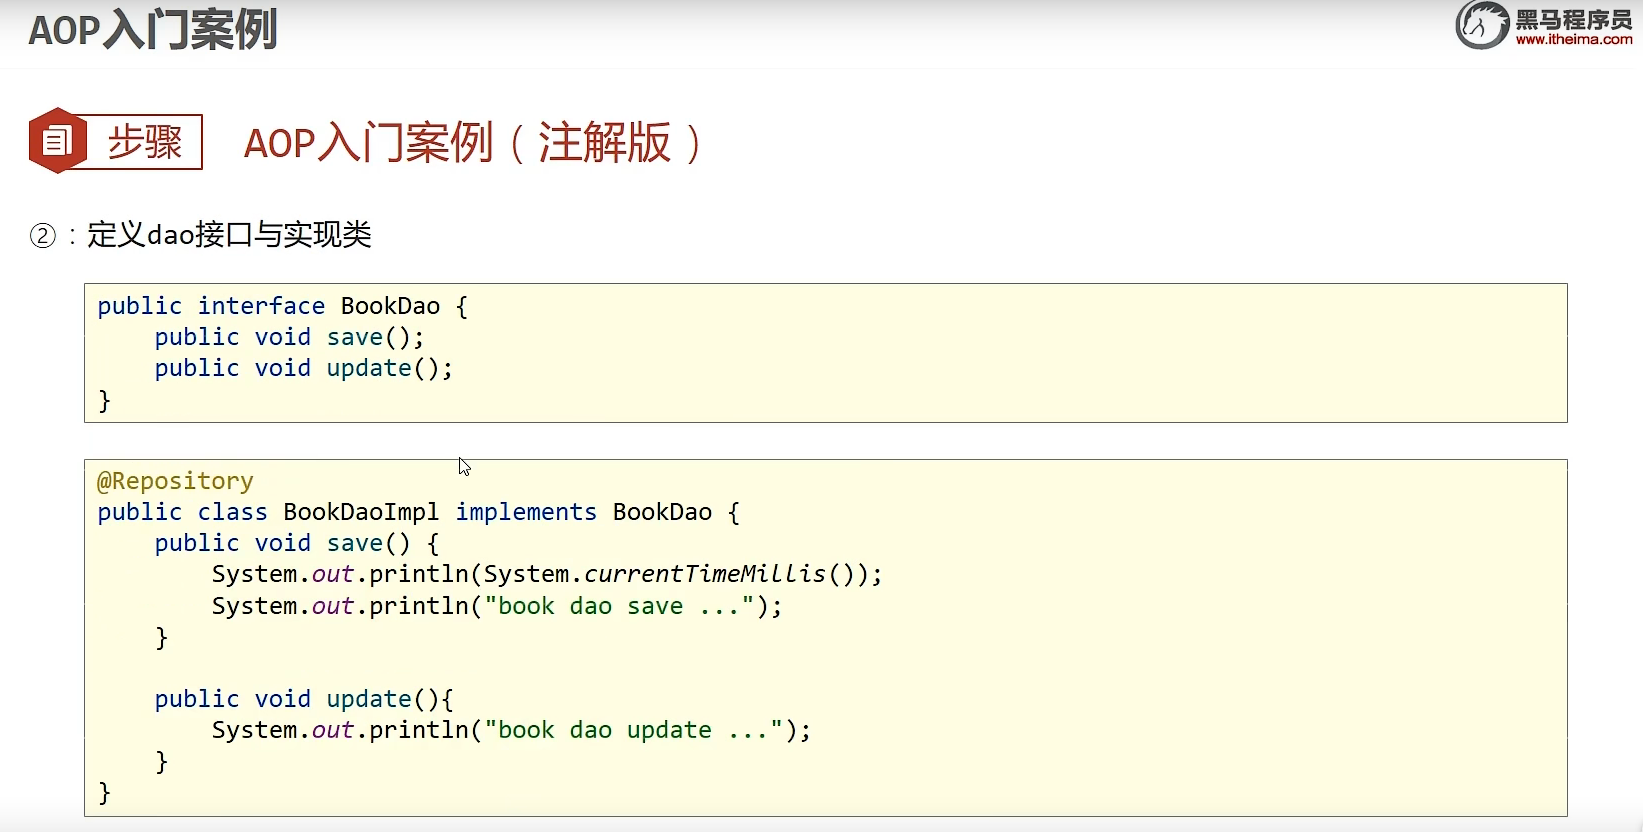 AOP入门案例
黑马程序员
www.itheima.com
步骤
AOP入门案例（注解版）
②：定义dao接口与实现类
public interface BookDao {
    public void save();
    public void update();
}
@Repository
public class BookDaoImpl implements BookDao {
    public void save() {
        System.out.println(System.currentTimeMillis());
        System.out.println("book dao save ...");
    }
    public void update(){
        System.out.println("book dao update ...");
    }
}